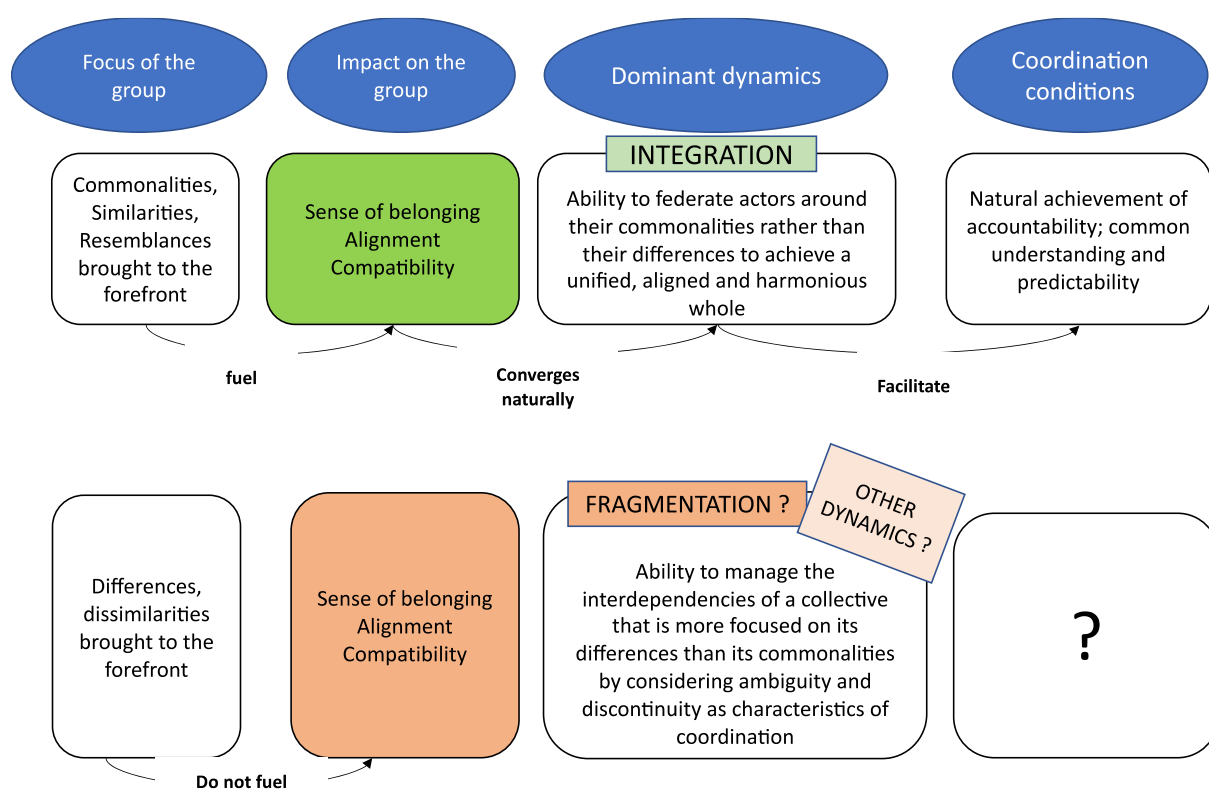 Focus of the
group
Impact on the
group
Dominant dynamics
Coordination
conditions
INTEGRATION
Commonalities,
Similarities,
Resemblances
brought to the
forefront
Sense of belonging
Alignment
Compatibility
Ability to federate actors around
their commonalities rather than
their differences to achieve a
unified, aligned and harmonious
whole
Natural achievement of
accountability; common
understanding and
predictability
fuel
Converges
naturally
Facilitate
FRAGMENTATION ?
OTHER
DYNAMICS ?
Differences,
dissimilarities
brought to the
forefront
Sense of belonging
Alignment
Compatibility
Ability to manage the
interdependencies of a collective
that is more focused on its
differences than its commonalities
by considering ambiguity and
discontinuity as characteristics of
coordination
?
Do not fuel